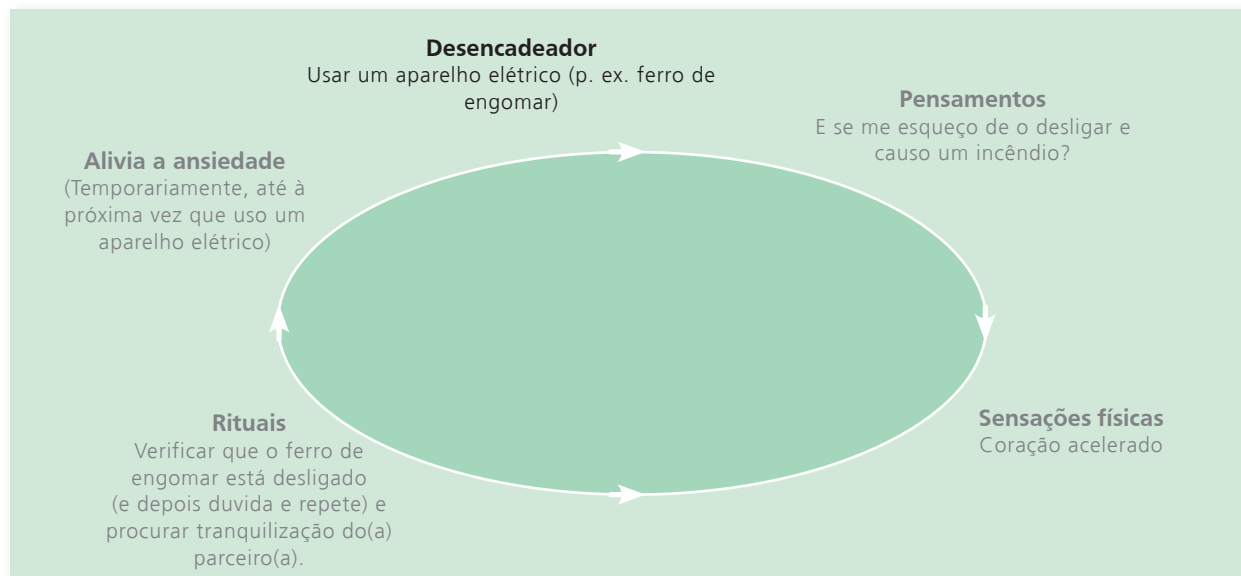 Desencadeador
Usar um aparelho elétrico (p. ex. ferro de
engomar)
Pensamentos
E se me esqueço de o desligar e
causo um incêndio?
Sensações físicas
Coração acelerado
Rituais
Verificar que o ferro de
engomar está desligado
(e depois duvida e repete) e
procurar tranquilização do(a)
parceiro(a).
Alivia a ansiedade
(Temporariamente, até à
próxima vez que uso um
aparelho elétrico)